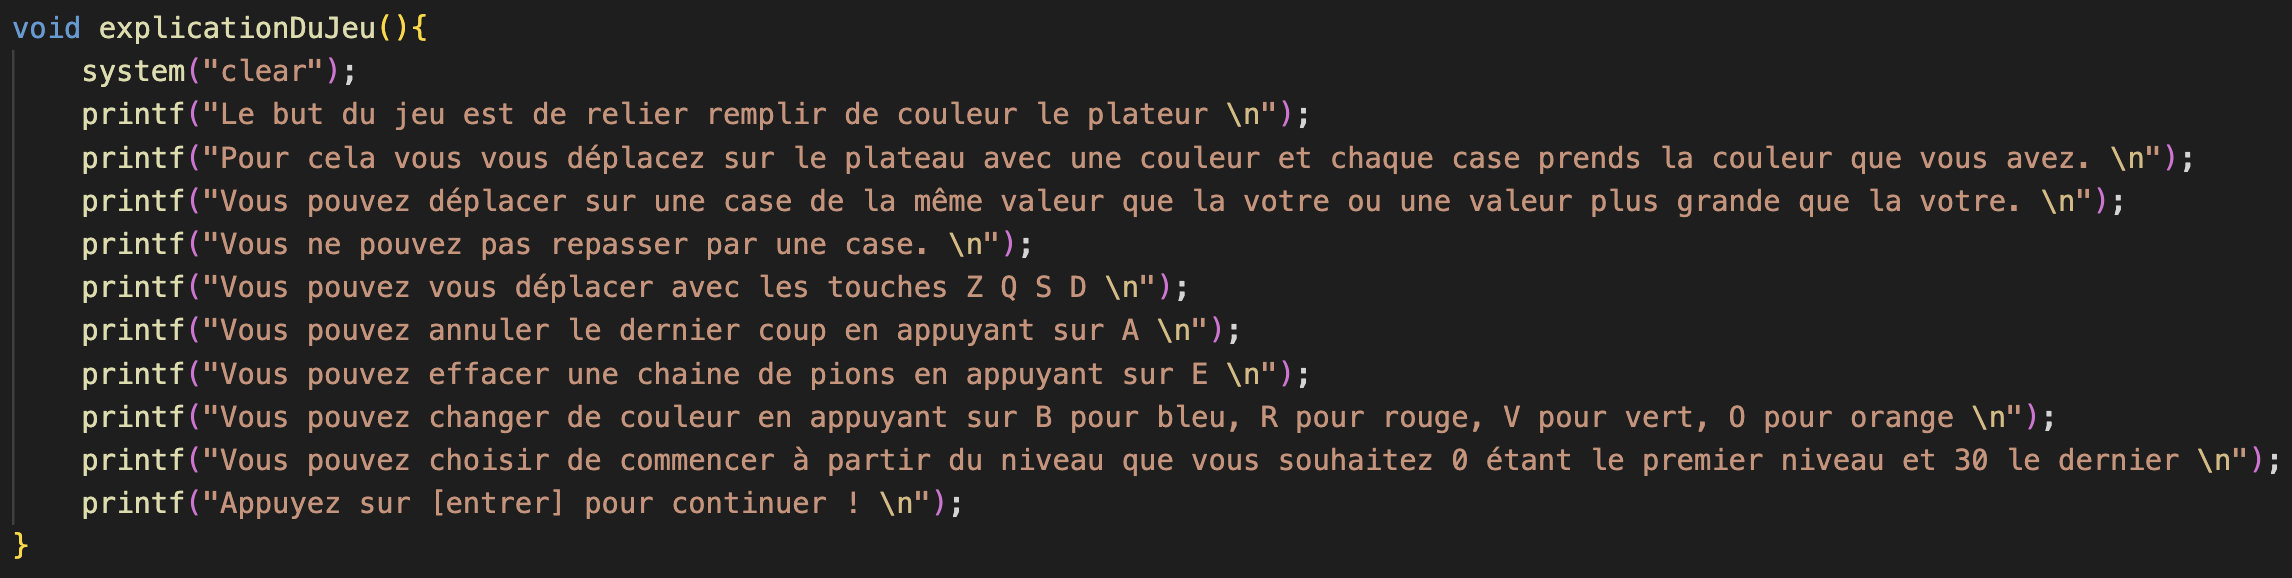 void explicationDuJeu(){
    system("clear");
    printf("Le but du jeu est de relier remplir de couleur le plateur \n");
    printf("Pour cela vous vous déplacez sur le plateau avec une couleur et chaque case prends la couleur que vous avez. \n");
    printf("Vous pouvez déplacer sur une case de la même valeur que la votre ou une valeur plus grande que la votre. \n");
    printf("Vous ne pouvez pas repasser par une case. \n");
    printf("Vous pouvez vous déplacer avec les touches Z Q S D \n");
    printf("Vous pouvez annuler le dernier coup en appuyant sur A \n");
    printf("Vous pouvez effacer une chaine de pions en appuyant sur E \n");
    printf("Vous pouvez changer de couleur en appuyant sur B pour bleu, R pour rouge, V pour vert, O pour orange \n");
    printf("Vous pouvez choisir de commencer à partir du niveau que vous souhaitez 0 étant le premier niveau et 30 le dernier \n");
    printf("Appuyez sur [entrer] pour continuer ! \n");
}